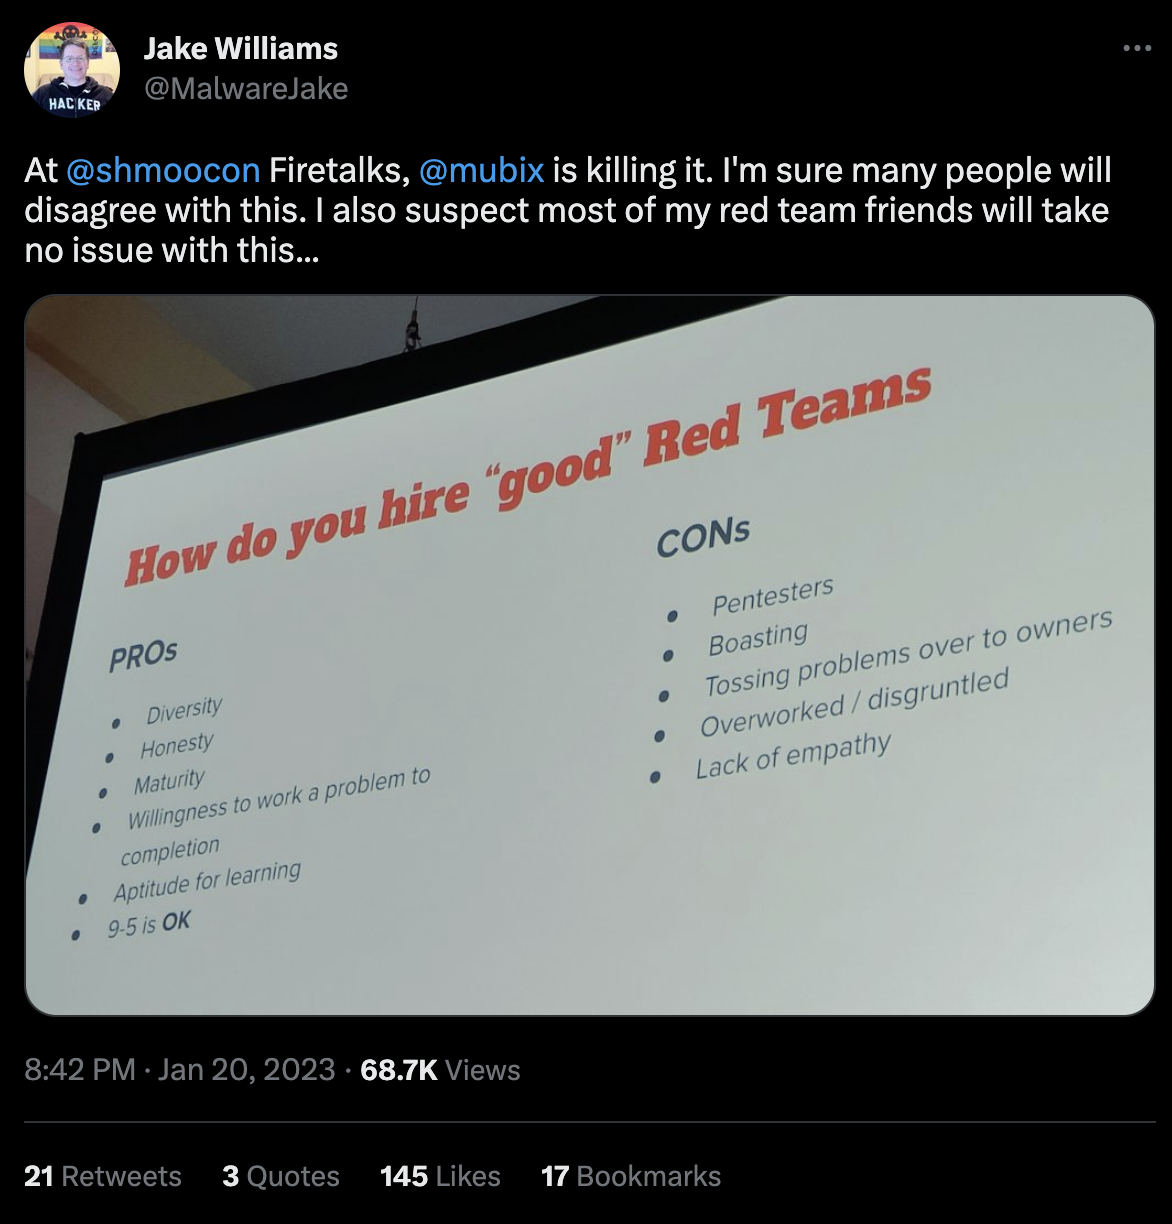 Jake Williams
@MalwareJake
HACKER
At @shmoocon Firetalks, @mubix is killing it. I'm sure many people will
disagree with this. I also suspect most of my red team friends will take
no issue with this...
How do you hire “good” Red Teams
PROs
• Diversity
• Honesty
• Maturity
• Willingness to work a problem to
completion
• Aptitude for learning
• 9-5 is OK
CONs
• Pentesters
• Boasting
• Tossing problems over to owners
• Overworked / disgruntled
• Lack of empathy
8:42 PM · Jan 20, 2023 · 68.7K Views
21 Retweets 3 Quotes 145 Likes 17 Bookmarks